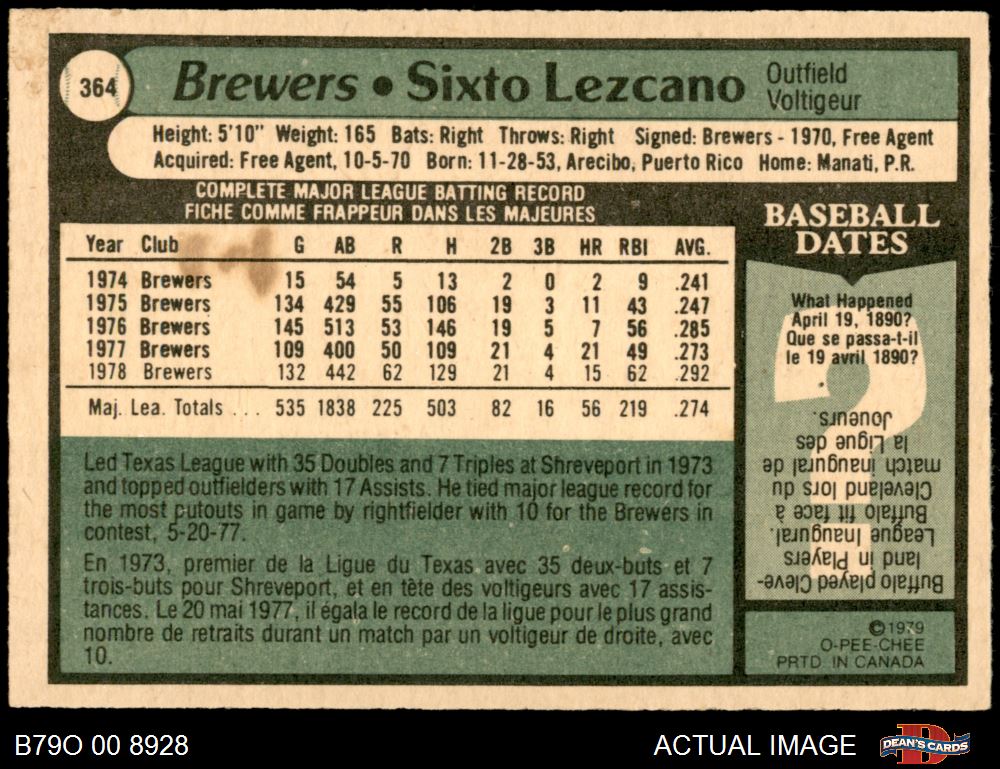 364
Brewers • Sixto Lezcano
Outfield
Voltigeur
Height: 5'10" Weight: 165 Bats: Right Throws: Right Signed: Brewers - 1970, Free Agent
Acquired: Free Agent, 10-5-70 Born: 11-28-53, Arecibo, Puerto Rico Home: Manati, P.R.
COMPLETE MAJOR LEAGUE BATTING RECORD
FICHE COMME FRAPPEUR DANS LES MAJEURES
Year Club G AB R H 2B 3B HR RBI AVG.
1974 Brewers 15 54 5 13 2 0 2 9 .241
1975 Brewers 134 429 55 106 19 3 11 43 .247
1976 Brewers 145 513 53 146 19 5 7 56 .285
1977 Brewers 109 400 50 109 21 4 21 49 .273
1978 Brewers 132 442 62 129 21 4 15 62 .292
Maj. Lea. Totals ... 535 1838 225 503 82 16 56 219 .274
Led Texas League with 35 Doubles and 7 Triples at Shreveport in 1973
and topped outfielders with 17 Assists. He tied major league record for
the most putouts in game by rightfielder with 10 for the Brewers in
contest, 5-20-77.
En 1973, premier de la Ligue du Texas avec 35 deux-buts et 7
trois-buts pour Shreveport, et en tête des voltigeurs avec 17 assis-
tances. Le 20 mai 1977, il égala le record de la ligue pour le plus grand
nombre de retraits durant un match par un voltigeur de droite, avec
10.
BASEBALL
DATES
What Happened
April 19, 1890?
Que se passa-t-il
le 19 avril 1890?
Buffalo played Cleve-
land in Players
League Inaugural.
Buffalo fit face à
Cleveland lors du
match inaugural de
la Ligue des
Joueurs.
©1979
O-PEE-CHEE
PRTD IN CANADA
B79O 00 8928
ACTUAL IMAGE
D
DEAN'S CARDS